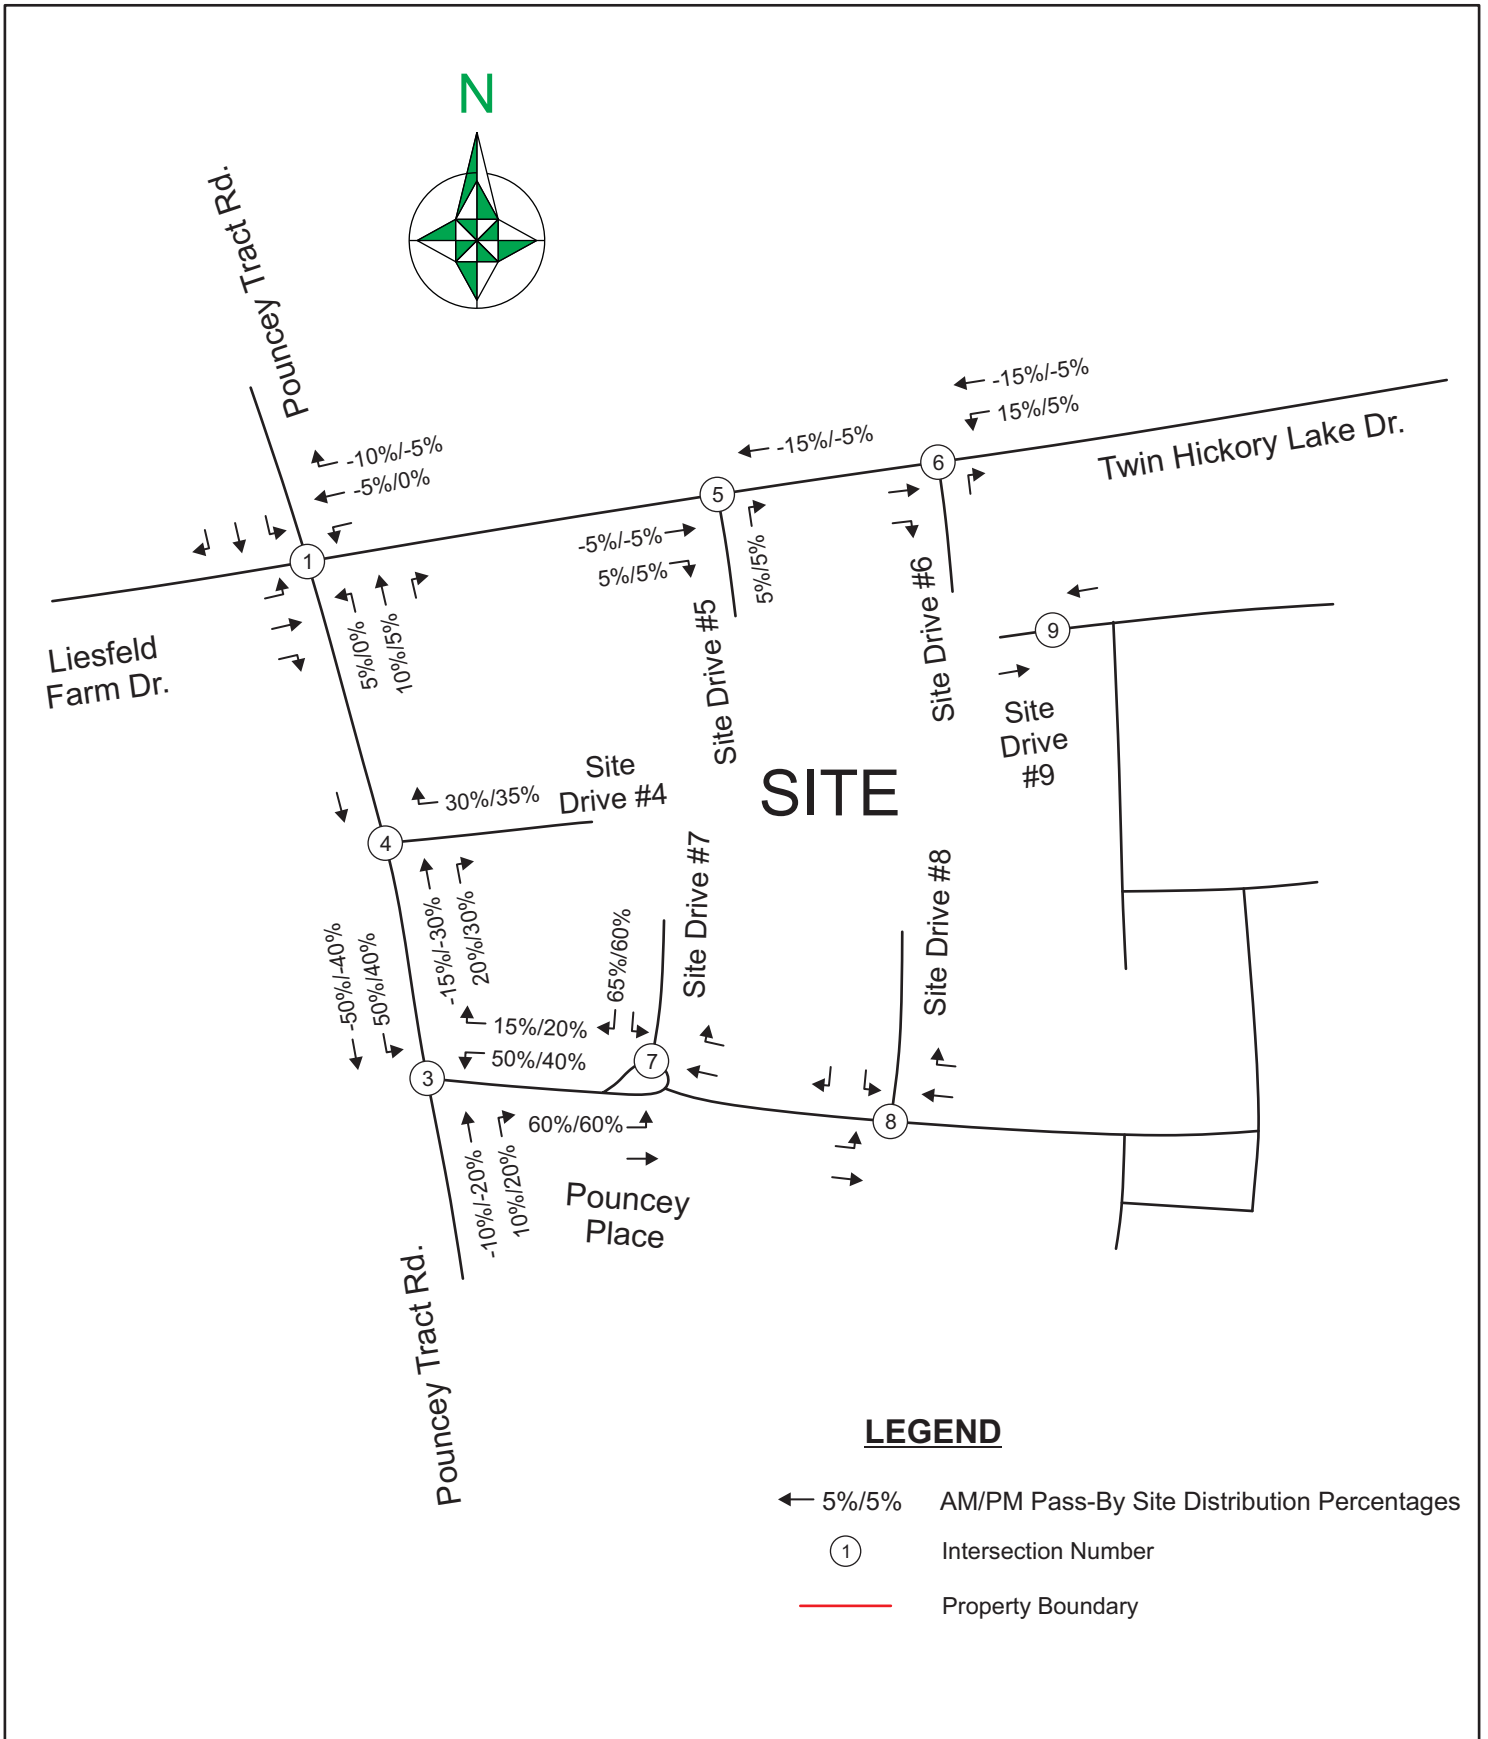 N
Pouncey Tract Rd.
-15%/-5%
15%/5%
-10%/-5%
-5%/0%
-15%/-5%
Twin Hickory Lake Dr.
6
5
1
-5%/-5%
5%/5%
5%/5%
5%/0%
10%/5%
Liesfeld
Farm Dr.
Site Drive #5
Site Drive #6
9
Site
Drive
#9
SITE
Site
Drive #4
30%/35%
4
-50%/-40%
50%/40%
-15%/-30%
20%/30%
65%/60%
Site Drive #7
Site Drive #8
15%/20%
50%/40%
7
3
8
60%/60%
-10%/-20%
10%/20%
Pouncey
Place
Pouncey Tract Rd.
LEGEND
5%/5% AM/PM Pass-By Site Distribution Percentages
1 Intersection Number
Property Boundary